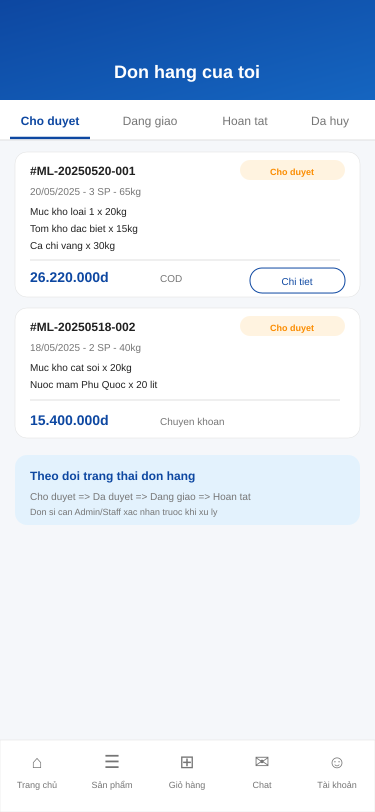 Don hang cua toi
Cho duyet Dang giao Hoan tat Da huy
#ML-20250520-001 Cho duyet
20/05/2025 - 3 SP - 65kg
Muc kho loai 1 x 20kg
Tom kho dac biet x 15kg
Ca chi vang x 30kg
26.220.000d COD Chi tiet
#ML-20250518-002 Cho duyet
18/05/2025 - 2 SP - 40kg
Muc kho cat soi x 20kg
Nuoc mam Phu Quoc x 20 lit
15.400.000d Chuyen khoan
Theo doi trang thai don hang
Cho duyet => Da duyet => Dang giao => Hoan tat
Don si can Admin/Staff xac nhan truoc khi xu ly
Trang chủ Sản phẩm Giỏ hàng Chat Tài khoản